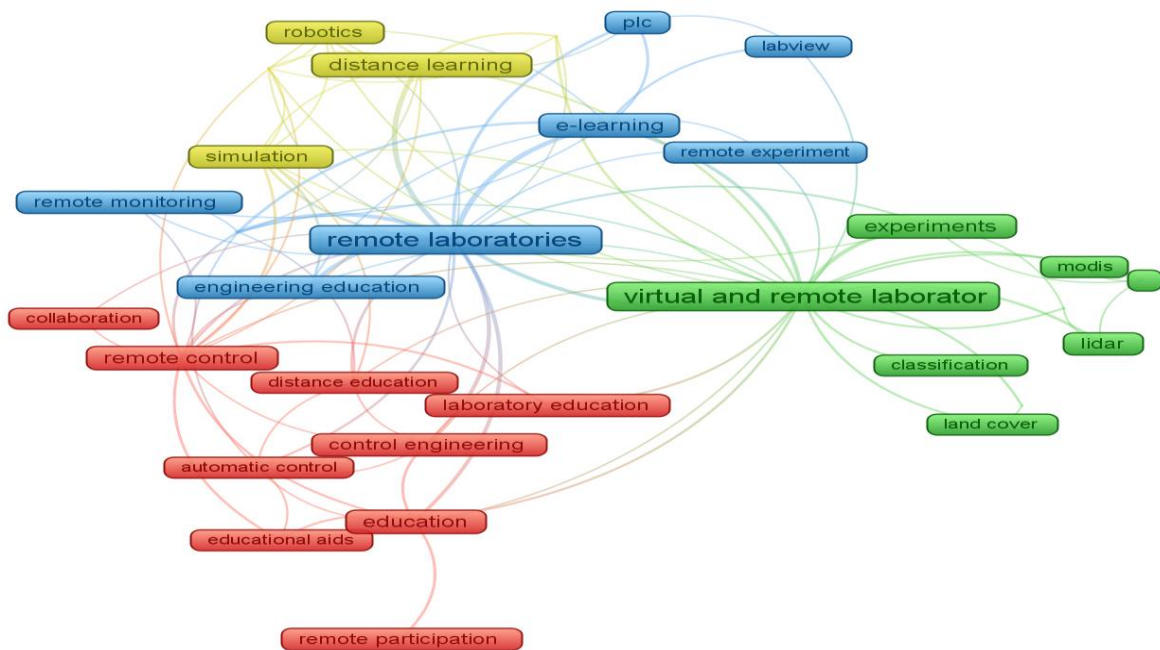 robotics
plc
labview
distance learning
e-learning
simulation
remote experiment
remote monitoring
experiments
remote laboratories
modis
engineering education
virtual and remote laborator
collaboration
lidar
remote control
classification
distance education
laboratory education
land cover
control engineering
automatic control
education
educational aids
remote participation